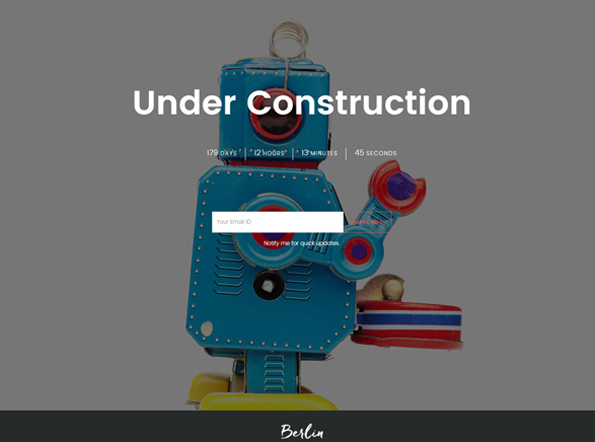 Under Construction
179 DAYS 12 HOURS 13 MINUTES 45 SECONDS
Your Email ID
Notify me for quick updates
Berlin